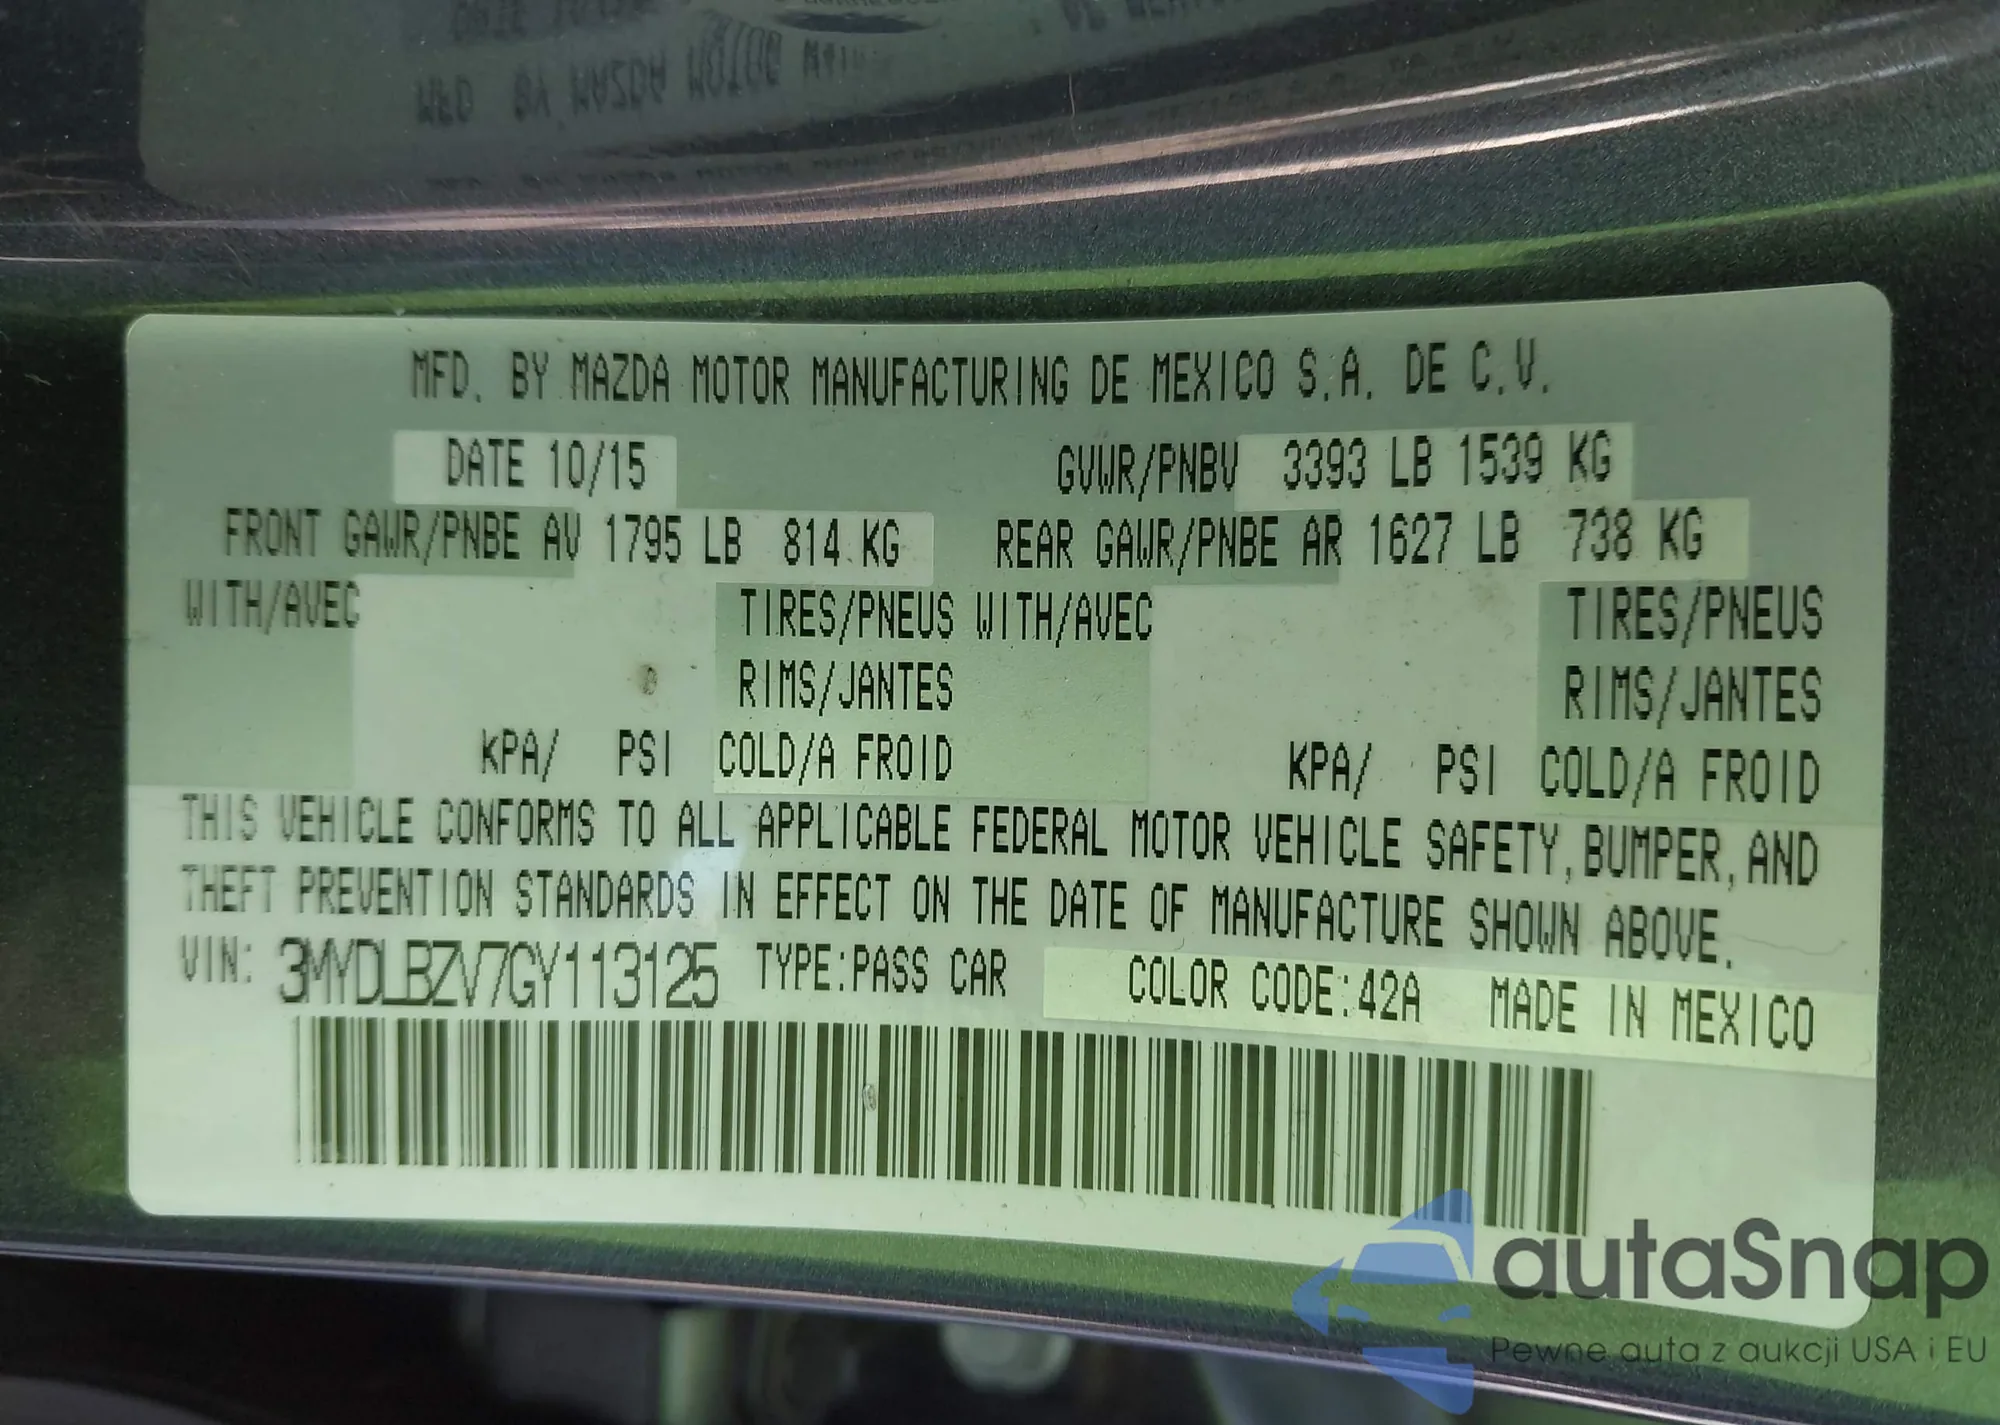 MFD. BY MAZDA MOTOR MANUFACTURING DE MEXICO S.A. DE C.V.
DATE 10/15 GVWR/PNBV 3393 LB 1539 KG
FRONT GAWR/PNBE AV 1795 LB 814 KG REAR GAWR/PNBE AR 1627 LB 738 KG
WITH/AVEC TIRES/PNEUS WITH/AVEC TIRES/PNEUS
RIMS/JANTES RIMS/JANTES
KPA/ PSI COLD/A FROID KPA/ PSI COLD/A FROID
THIS VEHICLE CONFORMS TO ALL APPLICABLE FEDERAL MOTOR VEHICLE SAFETY, BUMPER, AND
THEFT PREVENTION STANDARDS IN EFFECT ON THE DATE OF MANUFACTURE SHOWN ABOVE.
VIN: 3MYDLBZV7GY113125 TYPE:PASS CAR COLOR CODE:42A MADE IN MEXICO
autaSnap
Pewne auta z aukcji USA i EU